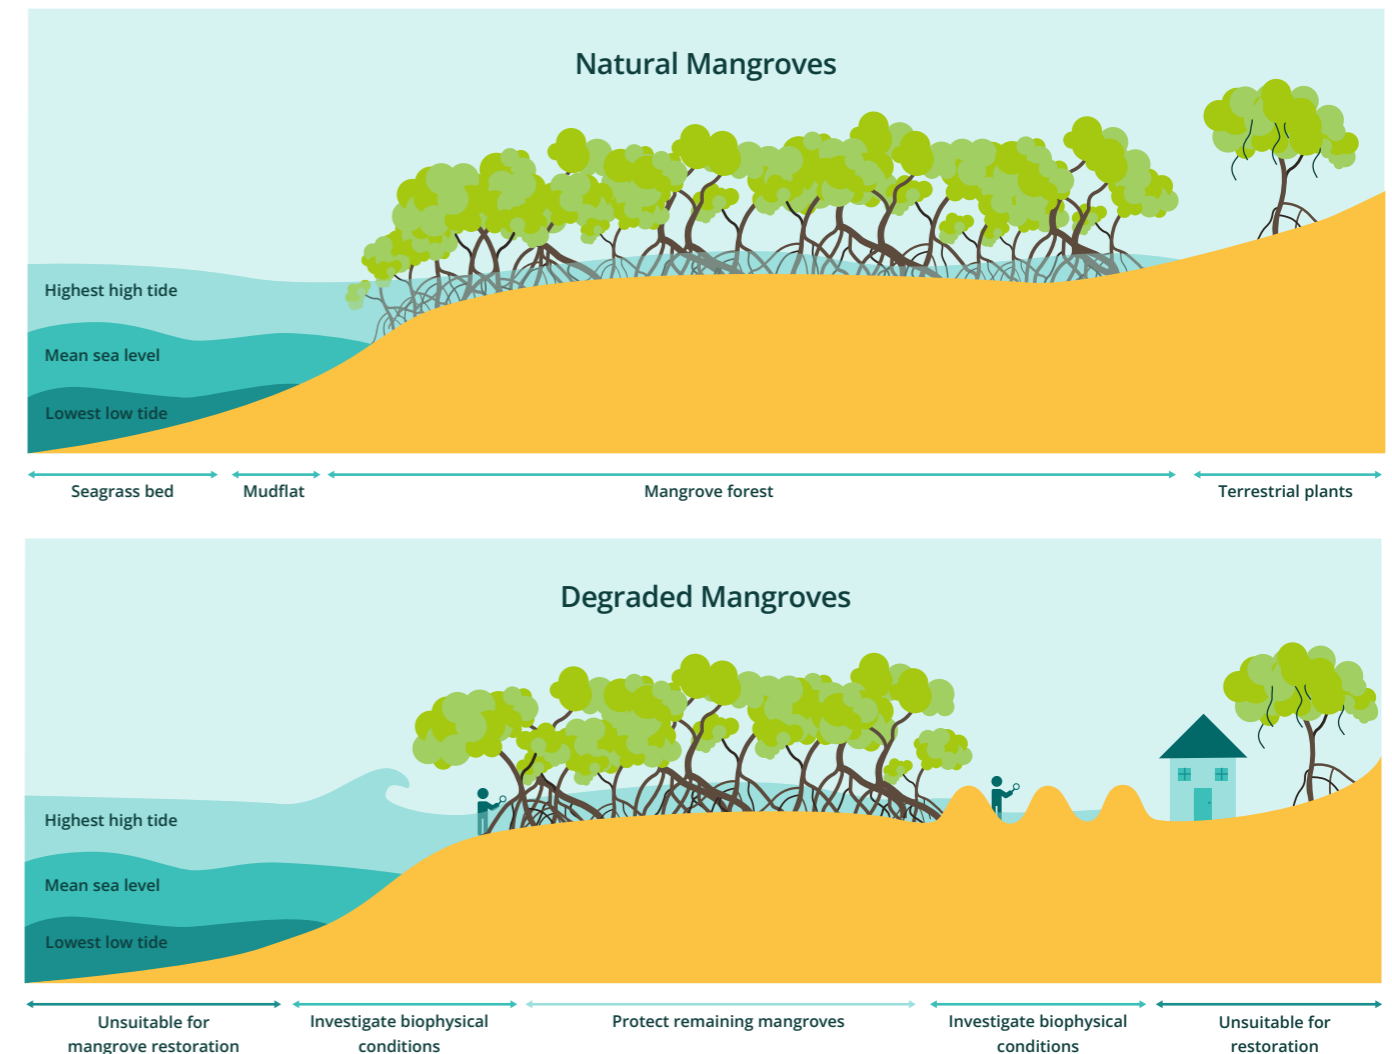 Natural Mangroves
Highest high tide
Mean sea level
Lowest low tide
Seagrass bed
Mudflat
Mangrove forest
Terrestrial plants
Degraded Mangroves
Highest high tide
Mean sea level
Lowest low tide
Unsuitable for
mangrove restoration
Investigate biophysical
conditions
Protect remaining mangroves
Investigate biophysical
conditions
Unsuitable for
restoration